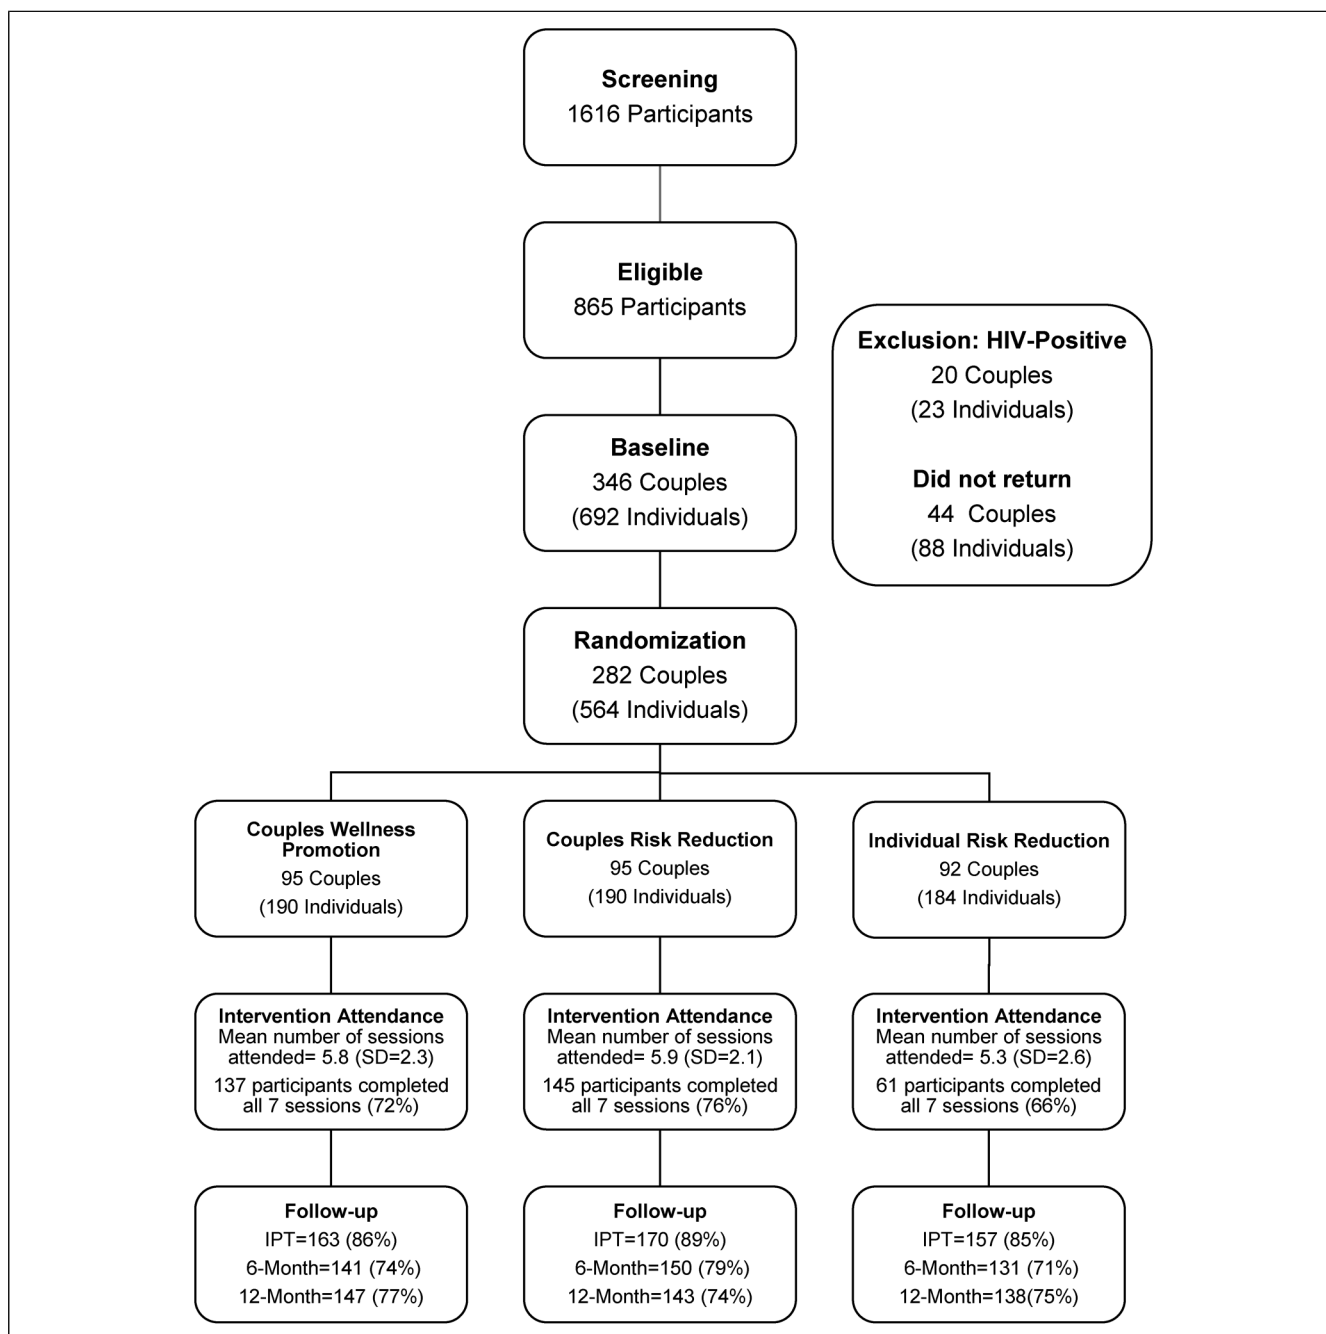 Screening
1616 Participants
Eligible
865 Participants
Exclusion: HIV-Positive
20 Couples
(23 Individuals)
Did not return
44 Couples
(88 Individuals)
Baseline
346 Couples
(692 Individuals)
Randomization
282 Couples
(564 Individuals)
Couples Wellness
Promotion
95 Couples
(190 Individuals)
Couples Risk Reduction
95 Couples
(190 Individuals)
Individual Risk Reduction
92 Couples
(184 Individuals)
Intervention Attendance
Mean number of sessions
attended= 5.8 (SD=2.3)
137 participants completed
all 7 sessions (72%)
Intervention Attendance
Mean number of sessions
attended= 5.9 (SD=2.1)
145 participants completed
all 7 sessions (76%)
Intervention Attendance
Mean number of sessions
attended= 5.3 (SD=2.6)
61 participants completed
all 7 sessions (66%)
Follow-up
IPT=163 (86%)
6-Month=141 (74%)
12-Month=147 (77%)
Follow-up
IPT=170 (89%)
6-Month=150 (79%)
12-Month=143 (74%)
Follow-up
IPT=157 (85%)
6-Month=131 (71%)
12-Month=138(75%)